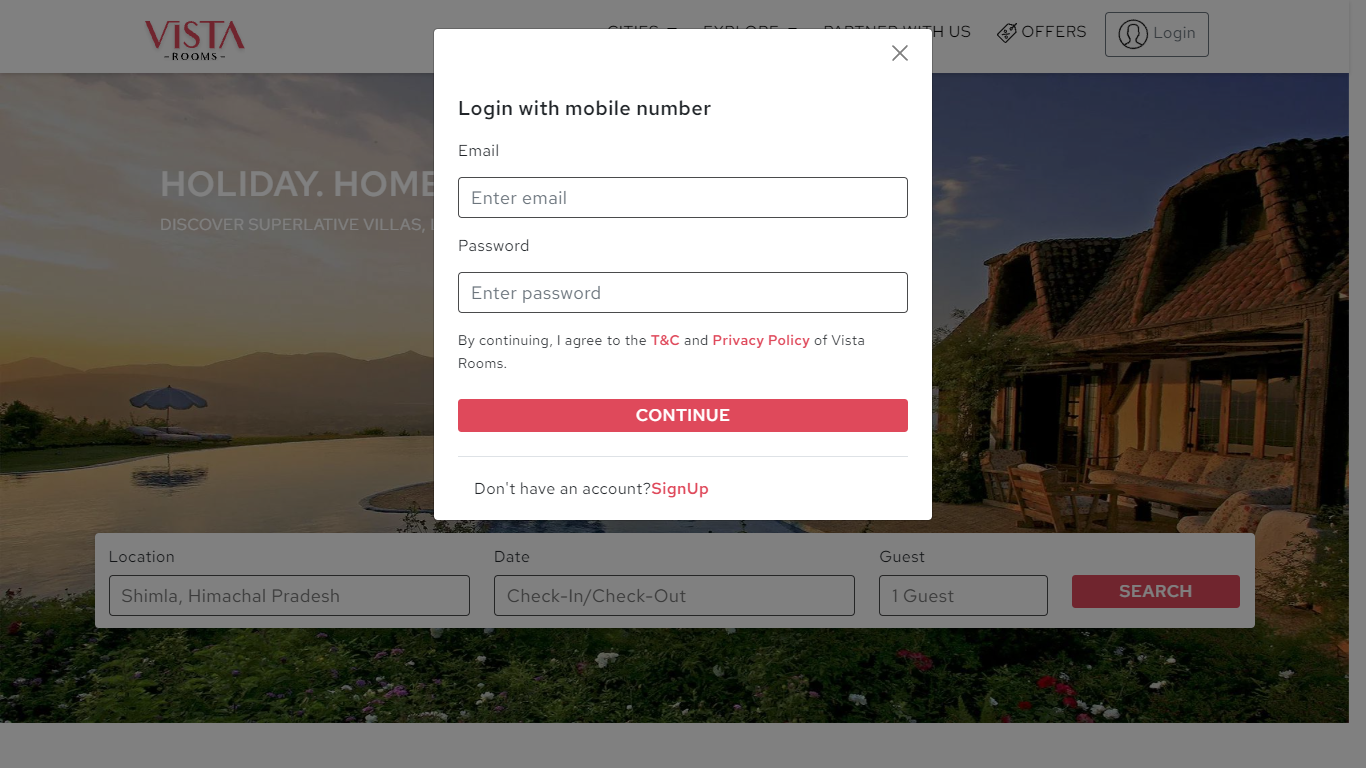 VISTA
-ROOMS-
CITIES EXPLORE PARTNER WITH US OFFERS Login
HOLIDAY. HOME
DISCOVER SUPERLATIVE VILLAS,
Login with mobile number
Email
Enter email
Password
Enter password
By continuing, I agree to the T&C and Privacy Policy of Vista
Rooms.
CONTINUE
Don't have an account?SignUp
Location Date Guest
Shimla, Himachal Pradesh Check-In/Check-Out 1 Guest SEARCH